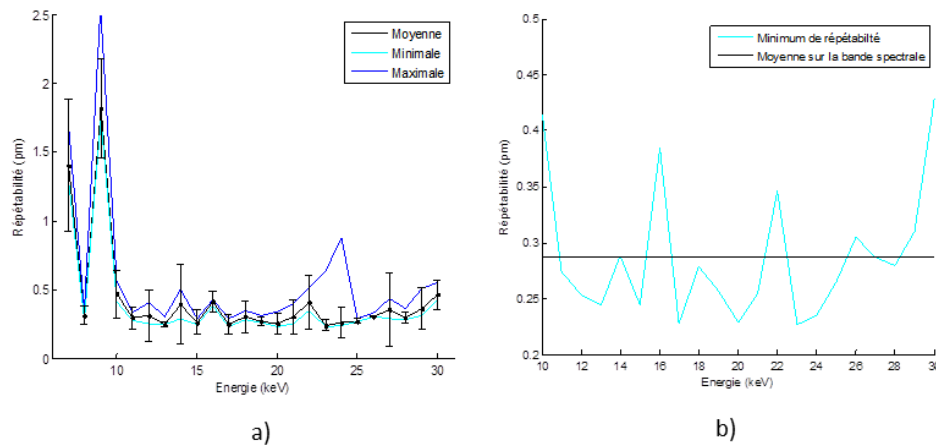 2.5
2
1.5
1
0.5
0
10
15
20
25
30
Répétabilité (pm)
Energie (keV)
Moyenne
Minimale
Maximale
a)
0.5
0.45
0.4
0.35
0.3
0.25
0.2
10
12
14
16
18
20
22
24
26
28
30
Répétabilité (pm)
Energie (keV)
Minimum de répétabilté
Moyenne sur la bande spectrale
b)